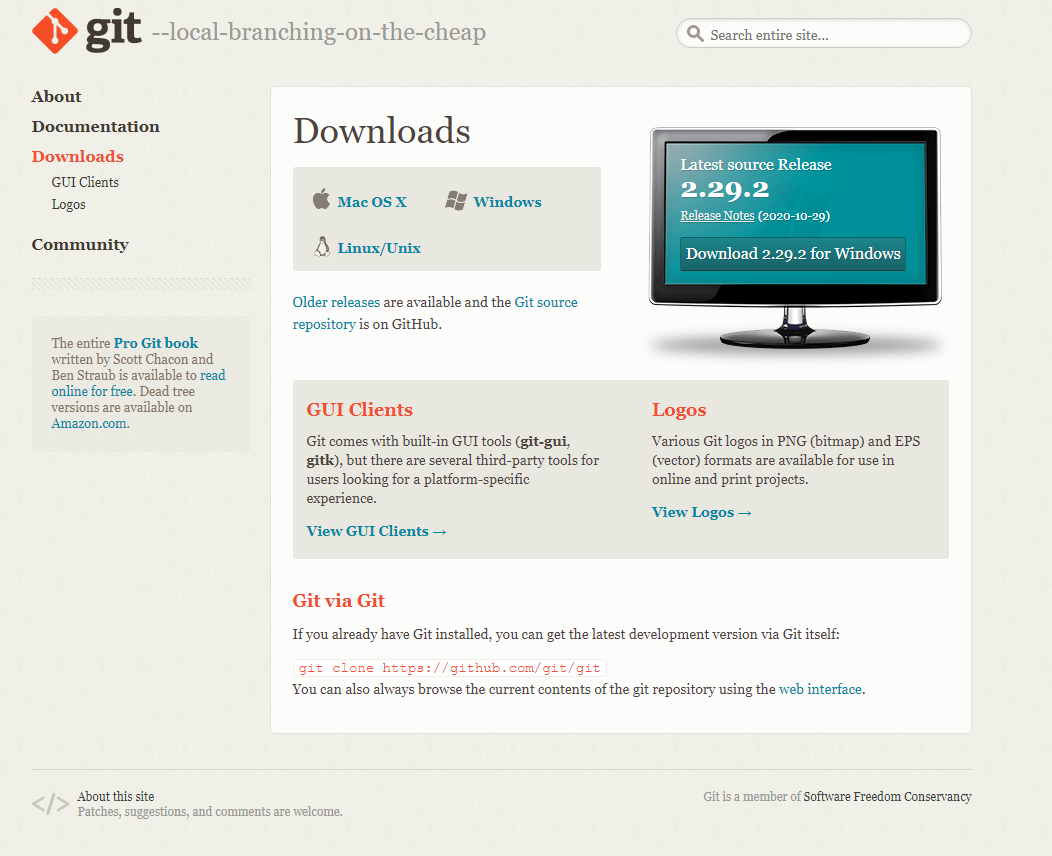 git --local-branching-on-the-cheap
Search entire site...
About
Documentation
Downloads
GUI Clients
Logos
Community
The entire Pro Git book
written by Scott Chacon and
Ben Straub is available to read
online for free. Dead tree
versions are available on
Amazon.com.
Downloads
Mac OS X
Windows
Linux/Unix
Older releases are available and the Git source
repository is on GitHub.
Latest source Release
2.29.2
Release Notes (2020-10-29)
Download 2.29.2 for Windows
GUI Clients
Git comes with built-in GUI tools (git-gui,
gitk), but there are several third-party tools for
users looking for a platform-specific
experience.
View GUI Clients →
Logos
Various Git logos in PNG (bitmap) and EPS
(vector) formats are available for use in
online and print projects.
View Logos →
Git via Git
If you already have Git installed, you can get the latest development version via Git itself:
git clone https://github.com/git/git
You can also always browse the current contents of the git repository using the web interface.
</> About this site
Patches, suggestions, and comments are welcome.
Git is a member of Software Freedom Conservancy